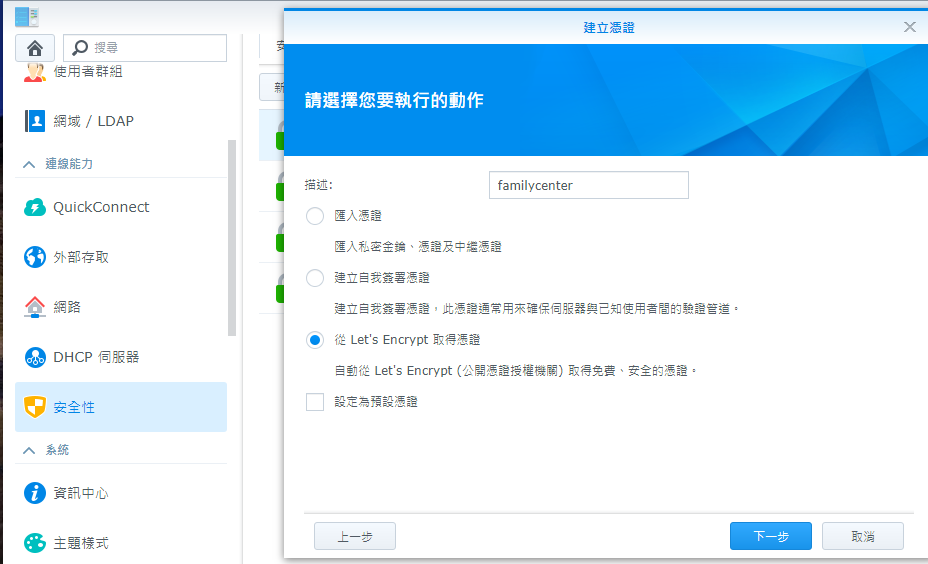 建立憑證
搜尋
使用者群組
網域 / LDAP
連線能力
QuickConnect
外部存取
網路
DHCP 伺服器
安全性
系統
資訊中心
主題樣式
請選擇您要執行的動作
描述:
familycenter
匯入憑證
匯入私密金鑰、憑證及中繼憑證
建立自我簽署憑證
建立自我簽署憑證，此憑證通常用來確保伺服器與已知使用者間的驗證管道。
從 Let's Encrypt 取得憑證
自動從 Let's Encrypt (公開憑證授權機關) 取得免費、安全的憑證。
設定為預設憑證
上一步
下一步
取消